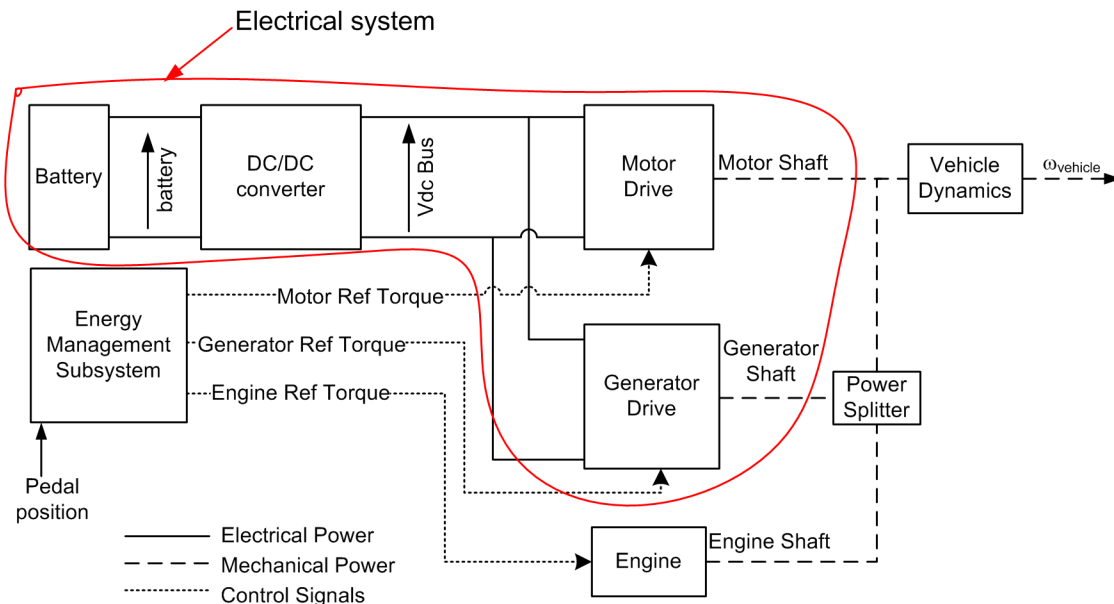 Electrical system
Battery
battery
DC/DC
converter
Vdc Bus
Motor
Drive
Motor Shaft
Vehicle
Dynamics
ωvehicle
Energy
Management
Subsystem
Motor Ref Torque
Generator Ref Torque
Engine Ref Torque
Generator
Drive
Generator
Shaft
Power
Splitter
Pedal
position
Engine
Engine Shaft
Electrical Power
Mechanical Power
Control Signals